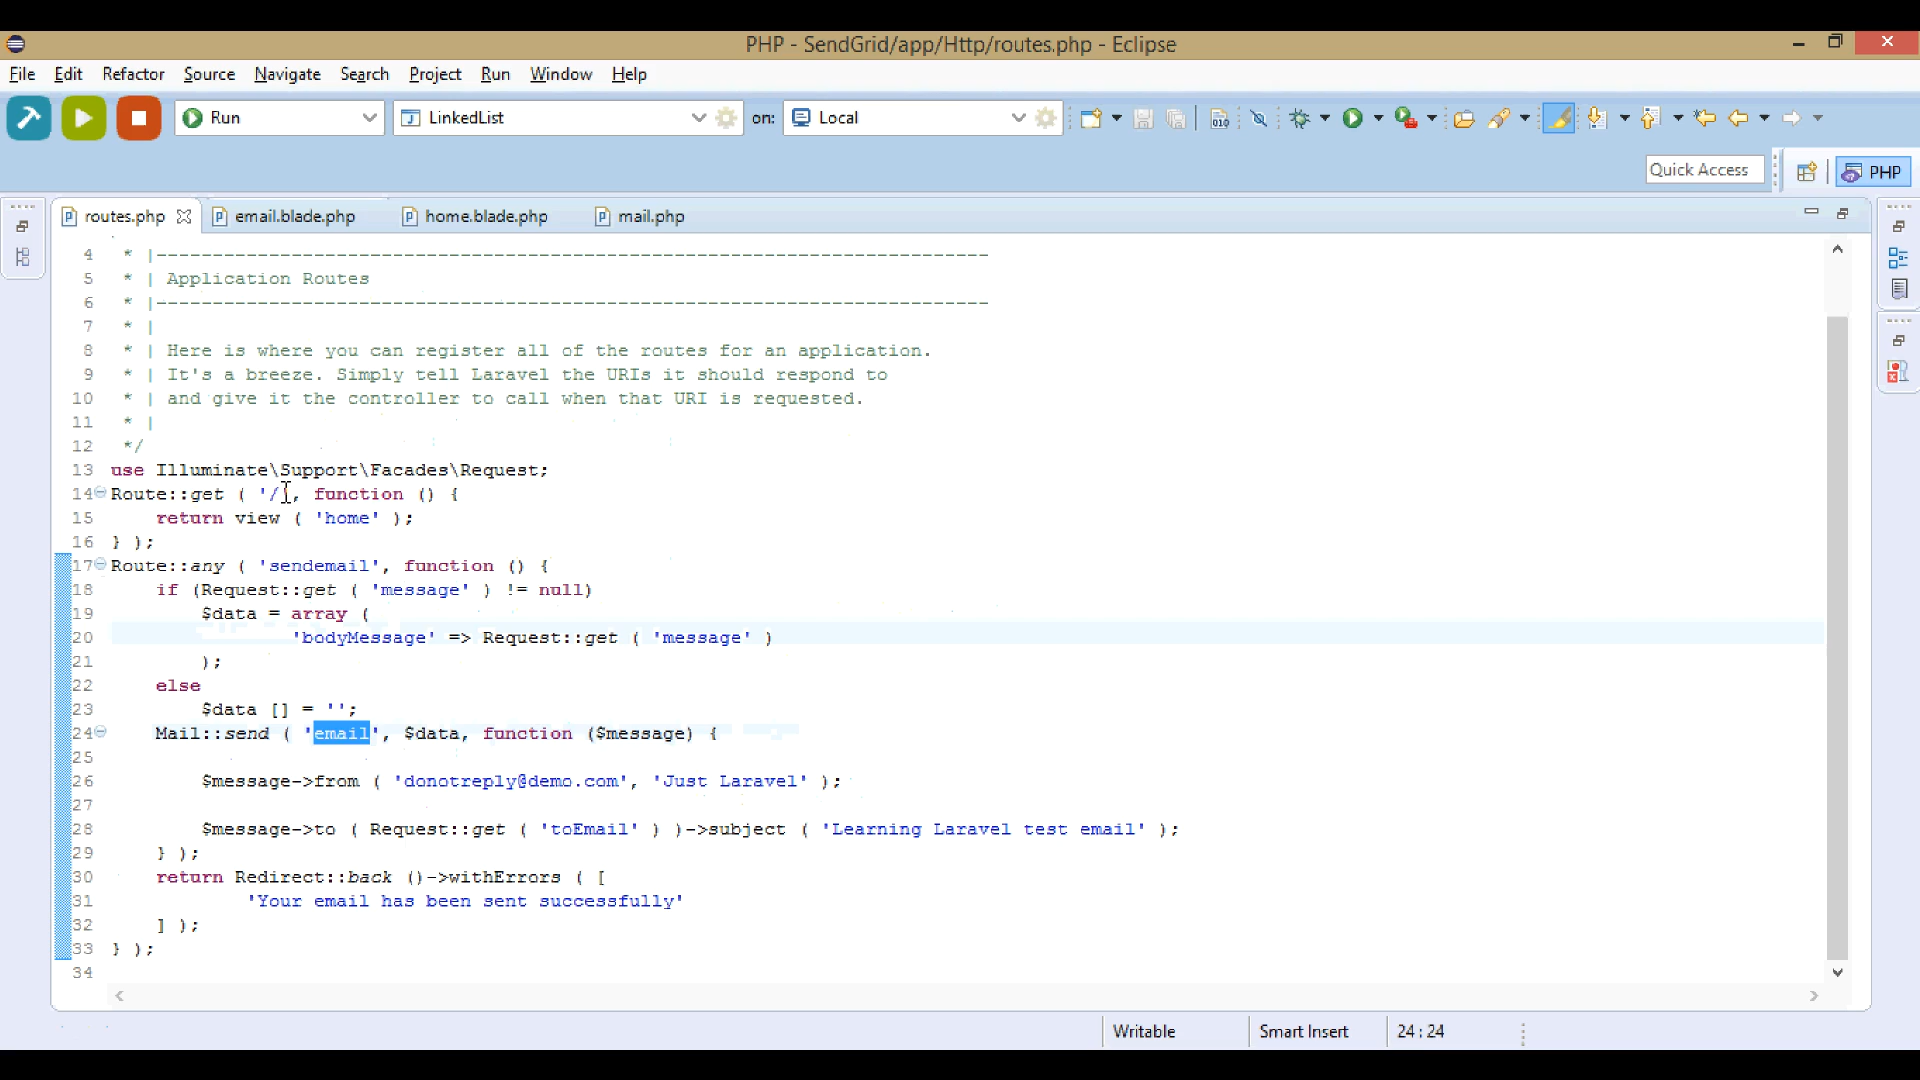 PHP - SendGrid/app/Http/routes.php - Eclipse
File Edit Refactor Source Navigate Search Project Run Window Help
Run LinkedList on: Local
Quick Access PHP
routes.php email.blade.php home.blade.php mail.php
4 * |--------------------------------------------------------------------------
5 * | Application Routes
6 * |--------------------------------------------------------------------------
7 * |
8 * | Here is where you can register all of the routes for an application.
9 * | It's a breeze. Simply tell Laravel the URIs it should respond to
10 * | and give it the controller to call when that URI is requested.
11 * |
12 */
13 use Illuminate\Support\Facades\Request;
14 Route::get ( '/', function () {
15 return view ( 'home' );
16 } );
17 Route::any ( 'sendemail', function () {
18 if (Request::get ( 'message' ) != null)
19 $data = array (
20 'bodyMessage' => Request::get ( 'message' )
21 );
22 else
23 $data [] = '';
24 Mail::send ( 'email', $data, function ($message) {
25
26 $message->from ( 'donotreply@demo.com', 'Just Laravel' );
27
28 $message->to ( Request::get ( 'toEmail' ) )->subject ( 'Learning Laravel test email' );
29 } );
30 return Redirect::back ()->withErrors ( [
31 'Your email has been sent successfully'
32 ] );
33 } );
34
Writable Smart Insert 24 : 24